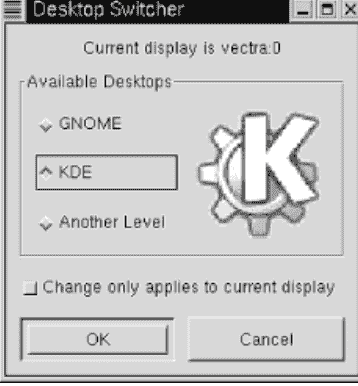 Desktop Switcher
Current display is vectra:0
Available Desktops
GNOME
KDE
Another Level
K
Change only applies to current display
OK
Cancel